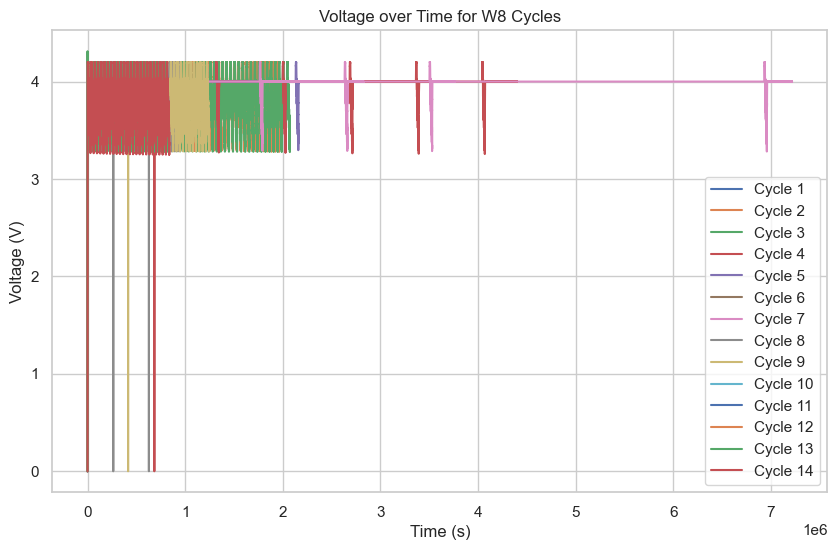 Voltage over Time for W8 Cycles
Voltage (V)
4
3
2
1
0
Cycle 1
Cycle 2
Cycle 3
Cycle 4
Cycle 5
Cycle 6
Cycle 7
Cycle 8
Cycle 9
Cycle 10
Cycle 11
Cycle 12
Cycle 13
Cycle 14
0 1 2 3 4 5 6 7
1e6
Time (s)